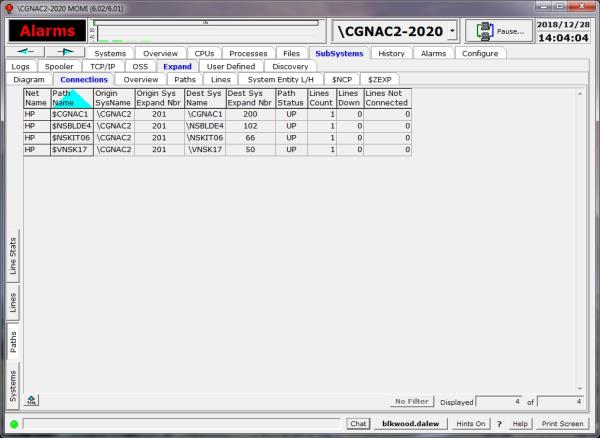 \CGNAC2-2020 MOMI (6.02/6.01)
Alarms
\CGNAC2-2020
Pause...
2018/12/28
14:04:04
Systems Overview CPUs Processes Files SubSystems History Alarms Configure
Logs Spooler TCP/IP OSS Expand User Defined Discovery
Diagram Connections Overview Paths Lines System Entity L/H $NCP $ZEXP
Net Path Origin Origin Sys Dest Sys Dest Sys Path Lines Lines Lines Not
Name Name SysName Expand Nbr Name Expand Nbr Status Count Down Connected
HP $CGNAC1 \CGNAC2 201 \CGNAC1 200 UP 1 0 0
HP $NSBLDE4 \CGNAC2 201 \NSBLDE4 102 UP 1 0 0
HP $NSKIT06 \CGNAC2 201 \NSKIT06 66 UP 1 0 0
HP $VNSK17 \CGNAC2 201 \VNSK17 50 UP 1 0 0
Line Stats
Lines
Paths
Systems
No Filter Displayed 4 of 4
Chat blkwood.dalew Hints On ? Help Print Screen